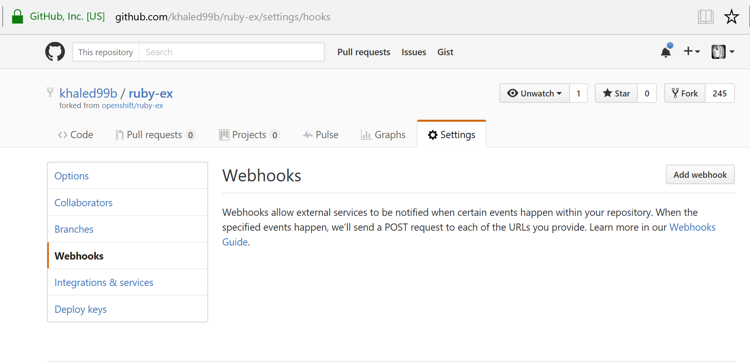 GitHub, Inc. [US] github.com/khaled99b/ruby-ex/settings/hooks
This repository Search Pull requests Issues Gist
khaled99b / ruby-ex Unwatch 1 Star 0 Fork 245
forked from openshift/ruby-ex
Code Pull requests 0 Projects 0 Pulse Graphs Settings
Options
Collaborators
Branches
Webhooks
Integrations & services
Deploy keys
Webhooks Add webhook
Webhooks allow external services to be notified when certain events happen within your repository. When the
specified events happen, we'll send a POST request to each of the URLs you provide. Learn more in our Webhooks
Guide.